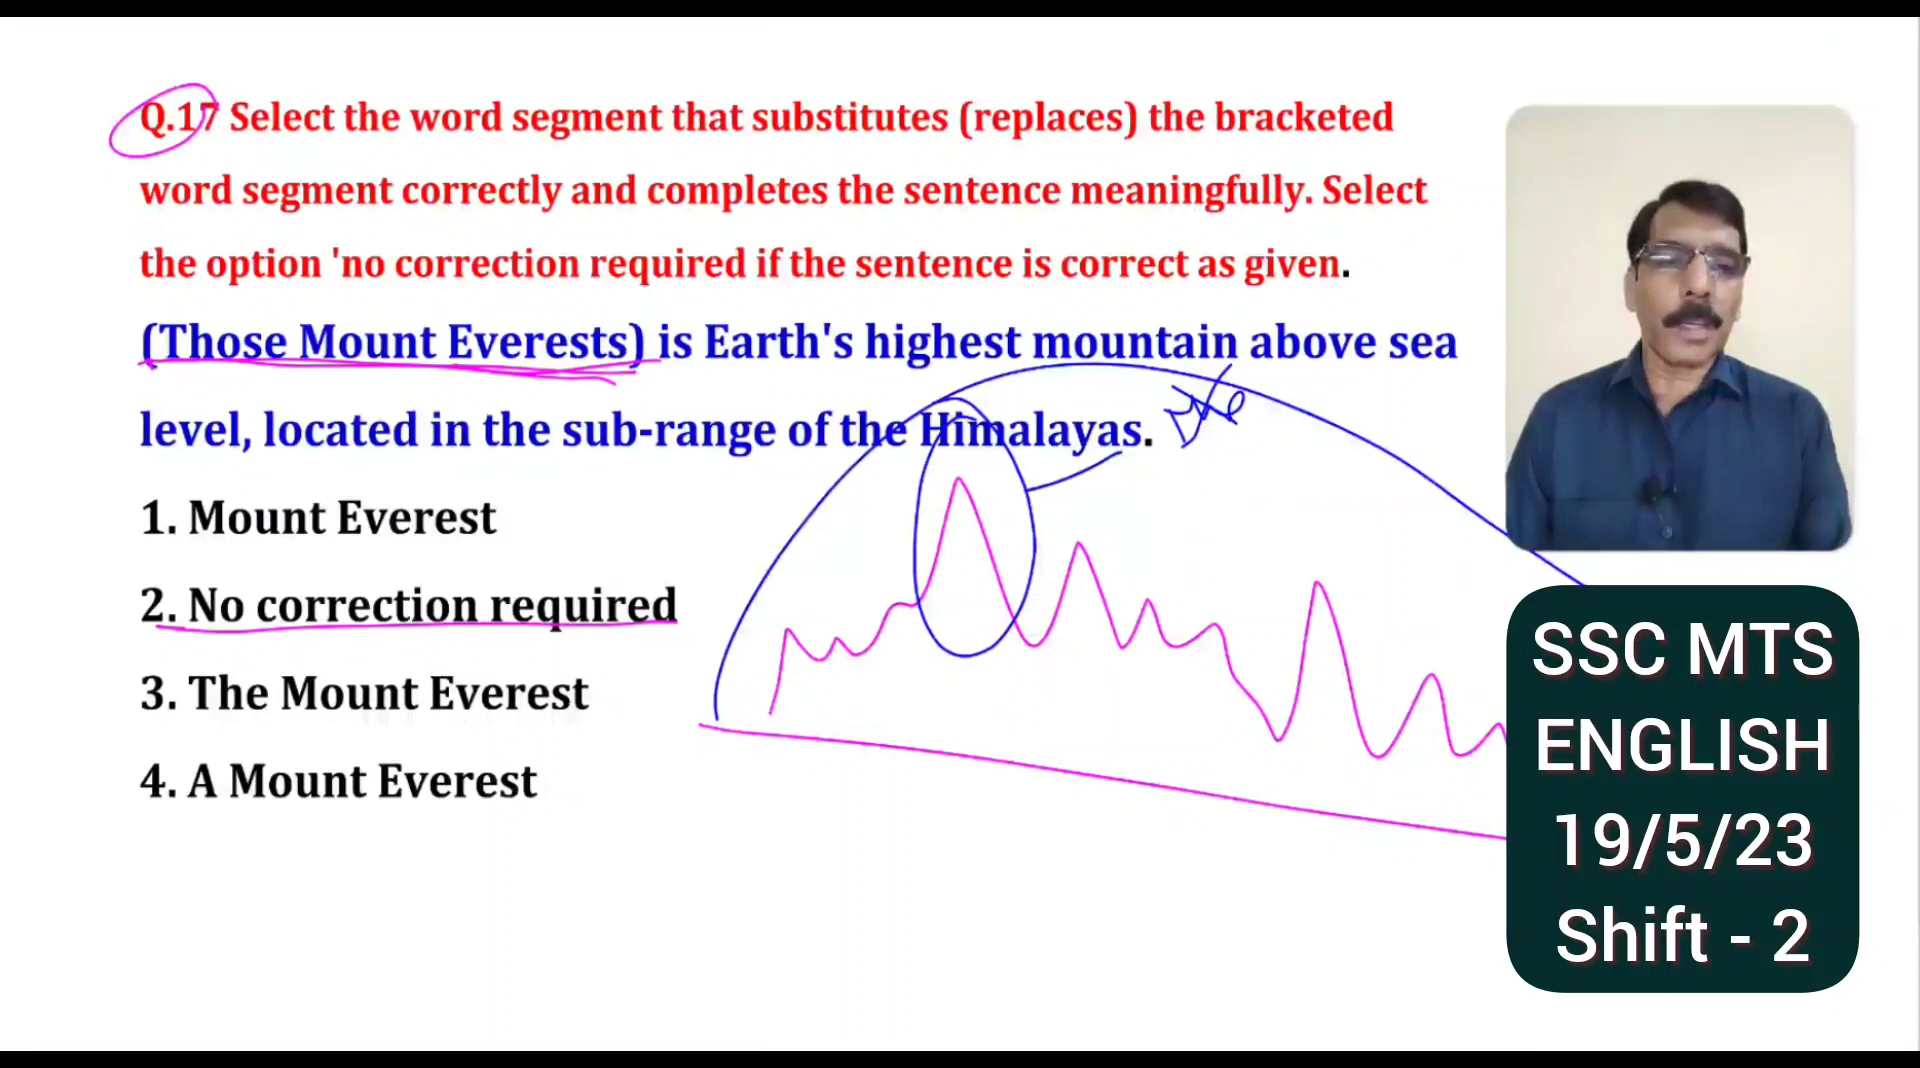 Q.17 Select the word segment that substitutes (replaces) the bracketed
word segment correctly and completes the sentence meaningfully. Select
the option 'no correction required if the sentence is correct as given.
(Those Mount Everests) is Earth's highest mountain above sea
level, located in the sub-range of the Himalayas.
1. Mount Everest
2. No correction required
3. The Mount Everest
4. A Mount Everest
SSC MTS
ENGLISH
19/5/23
Shift - 2